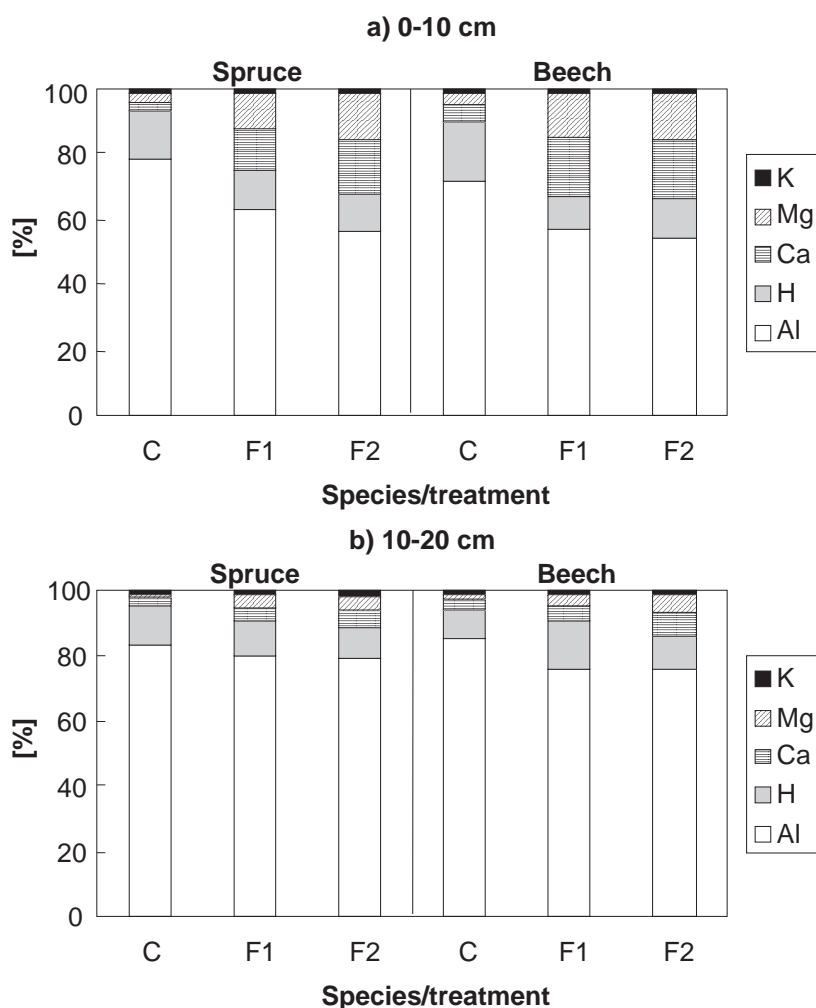 a) 0-10 cm
Spruce Beech
100
80
60
40
20
0
[%]
C F1 F2 C F1 F2
Species/treatment
K
Mg
Ca
H
Al
b) 10-20 cm
Spruce Beech
100
80
60
40
20
0
[%]
C F1 F2 C F1 F2
Species/treatment
K
Mg
Ca
H
Al